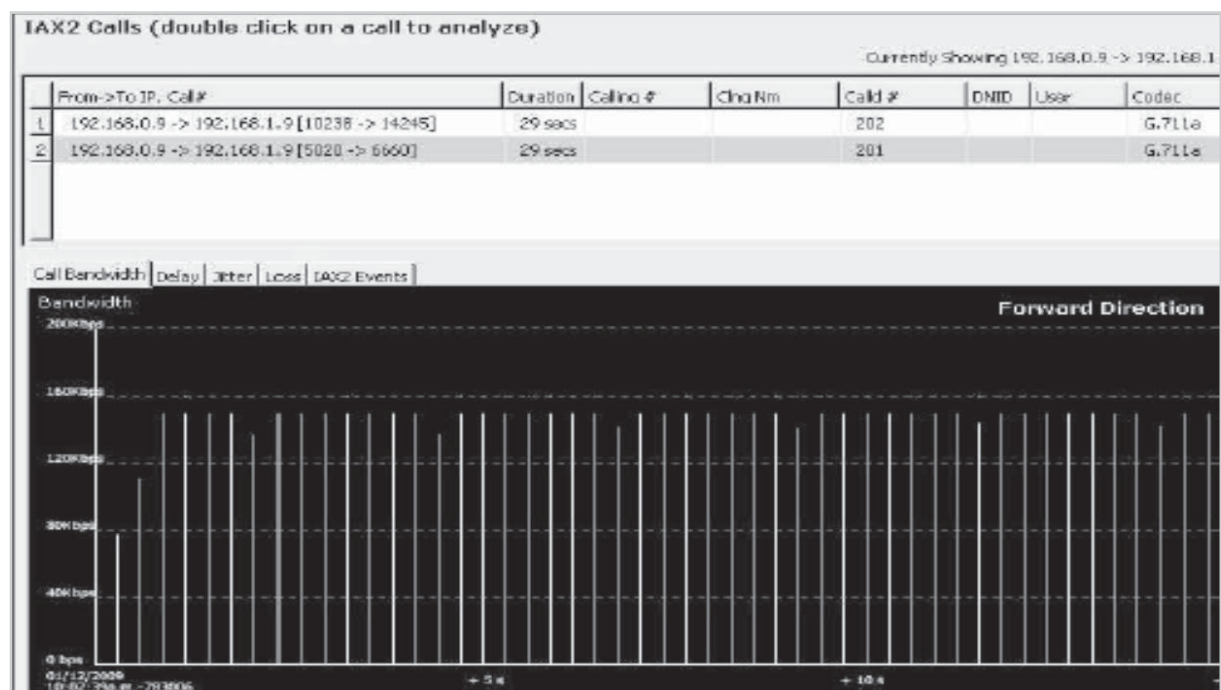 IAX2 Calls (double click on a call to analyze)
Currently Showing 192.168.0.9 -> 192.168.1
From->To IP, Call# Duration Calling # Clng Nm Calld # DNID User Codec
1 192.168.0.9 -> 192.168.1.9 [10238 -> 14245] 29 secs 202 G.711a
2 192.168.0.9 -> 192.168.1.9 [5020 -> 6660] 29 secs 201 G.711a
Call Bandwidth Delay Jitter Loss IAX2 Events
Bandwidth Forward Direction
200Kbps
160Kbps
120Kbps
80Kbps
40Kbps
0 bps
01/12/2009 + 5 s + 10 s